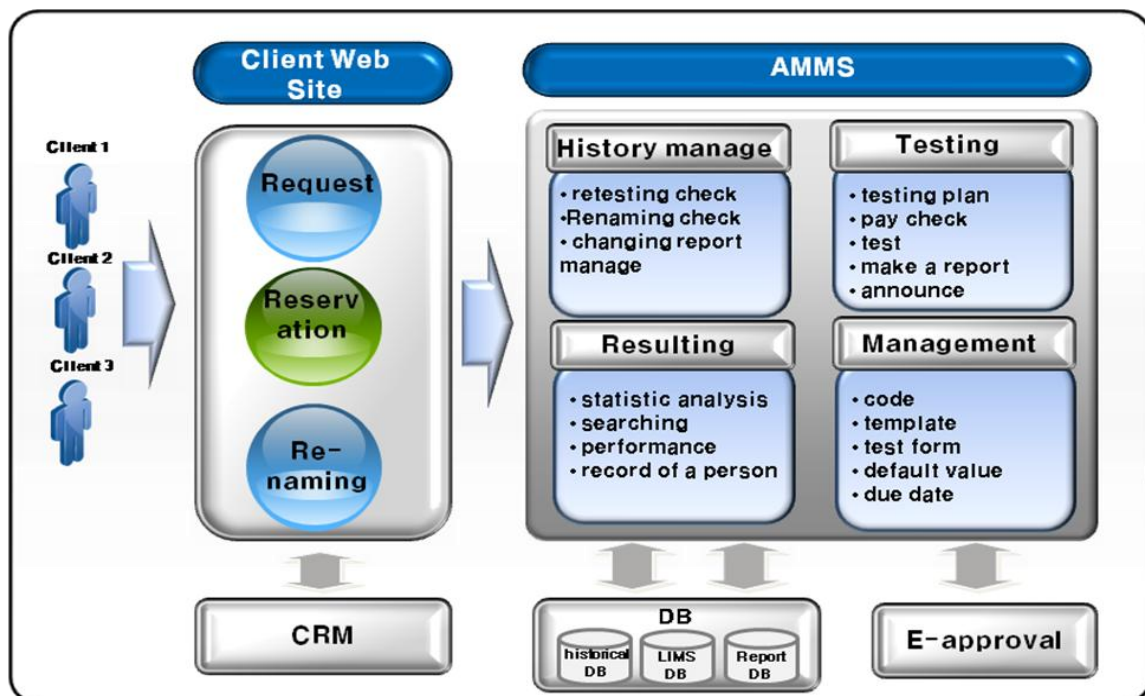 Client Web
Site
AMMS
Client 1
Client 2
Client 3
Request
Reserv
ation
Re-
naming
History manage
• retesting check
•Renaming check
• changing report
manage
Testing
• testing plan
• pay check
• test
• make a report
• announce
Resulting
• statistic analysis
• searching
• performance
• record of a person
Management
• code
• template
• test form
• default value
• due date
CRM
DB
historical
DB
LIMS
DB
Report
DB
E-approval